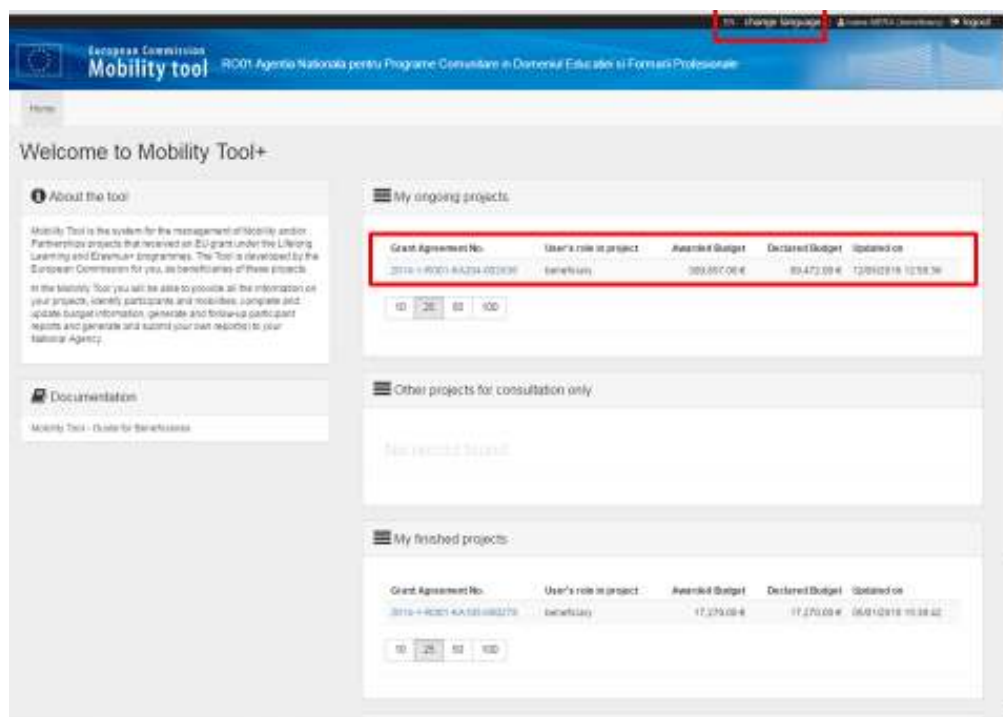 EN change language logout
European Commission
Mobility tool RO01 Agentia Nationala pentru Programe Comunitare in Domeniul Educatiei si Formarii Profesionale
Home
Welcome to Mobility Tool+
About the tool
Mobility Tool is the system for the management of Mobility and/or
Partnerships projects that received an EU grant under the Lifelong
Learning and Erasmus+ programmes. The Tool is developed by the
European Commission for you, as beneficiaries of these projects.
In the Mobility Tool you will be able to provide all the information on
your projects, identify participants and mobilities, complete and
update budget information, generate and follow-up participant
reports and generate and submit your own report(s) to your
National Agency.
Documentation
Mobility Tool - Guide for Beneficiaries
My ongoing projects
Grant Agreement No. User's role in project Awarded Budget Declared Budget Updated on
beneficiary
10 25 50 100
Other projects for consultation only
No record found
My finished projects
Grant Agreement No. User's role in project Awarded Budget Declared Budget Updated on
beneficiary 17,270.00 € 17,270.00 €
10 25 50 100